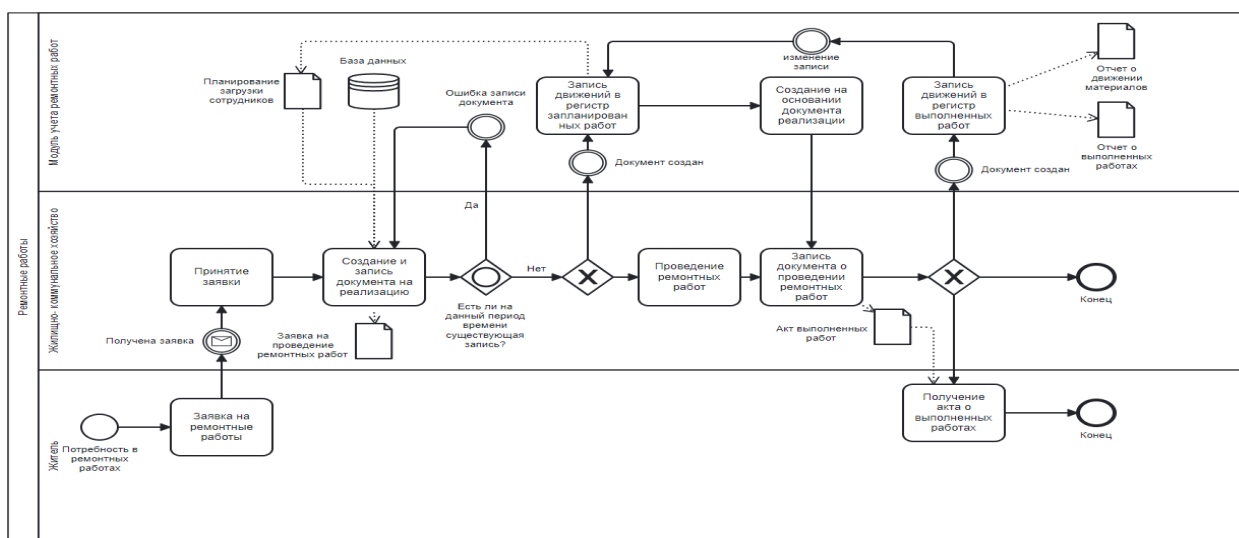 Ремонтные работы
Модуль учета ремонтных работ
Планирование
загрузки
сотрудников
База данных
Ошибка записи
документа
Запись
движений в
регистр
запланирован
ных работ
изменение
записи
Создание на
основании
документа
реализации
Запись
движений в
регистр
выполненных
работ
Отчет о
движении
материалов
Отчет о
выполненных
работах
Документ создан
Документ создан
Жилищно- коммунальное хозяйство
Да
Принятие
заявки
Создание и
запись
документа на
реализацию
Нет
Есть ли на
данный период
времени
существующая
запись?
Проведение
ремонтных
работ
Запись
документа о
проведении
ремонтных
работ
Конец
Получена заявка
Заявка на
проведение
ремонтных работ
Акт выполненных
работ
Житель
Потребность в
ремонтных
работах
Заявка на
ремонтные
работы
Получение
акта о
выполненных
работах
Конец